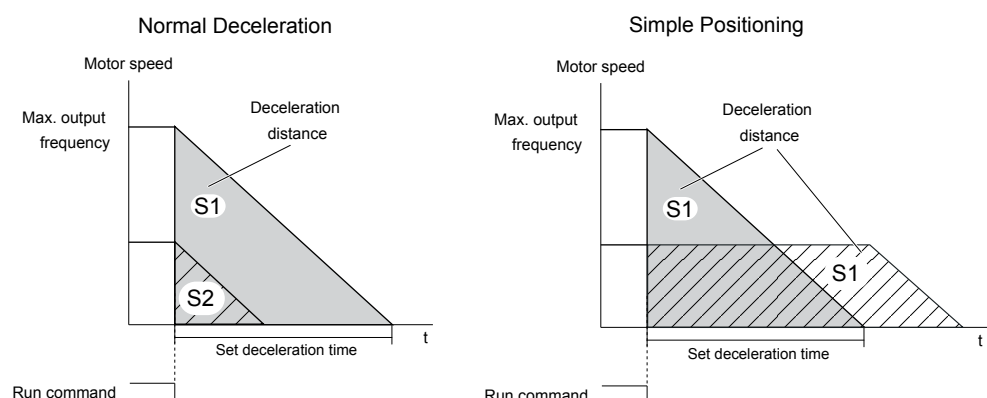 Normal Deceleration
Motor speed
Max. output
frequency
Deceleration
distance
S1
S2
t
Set deceleration time
Run command
Simple Positioning
Motor speed
Max. output
frequency
Deceleration
distance
S1
S1
t
Set deceleration time
Run command